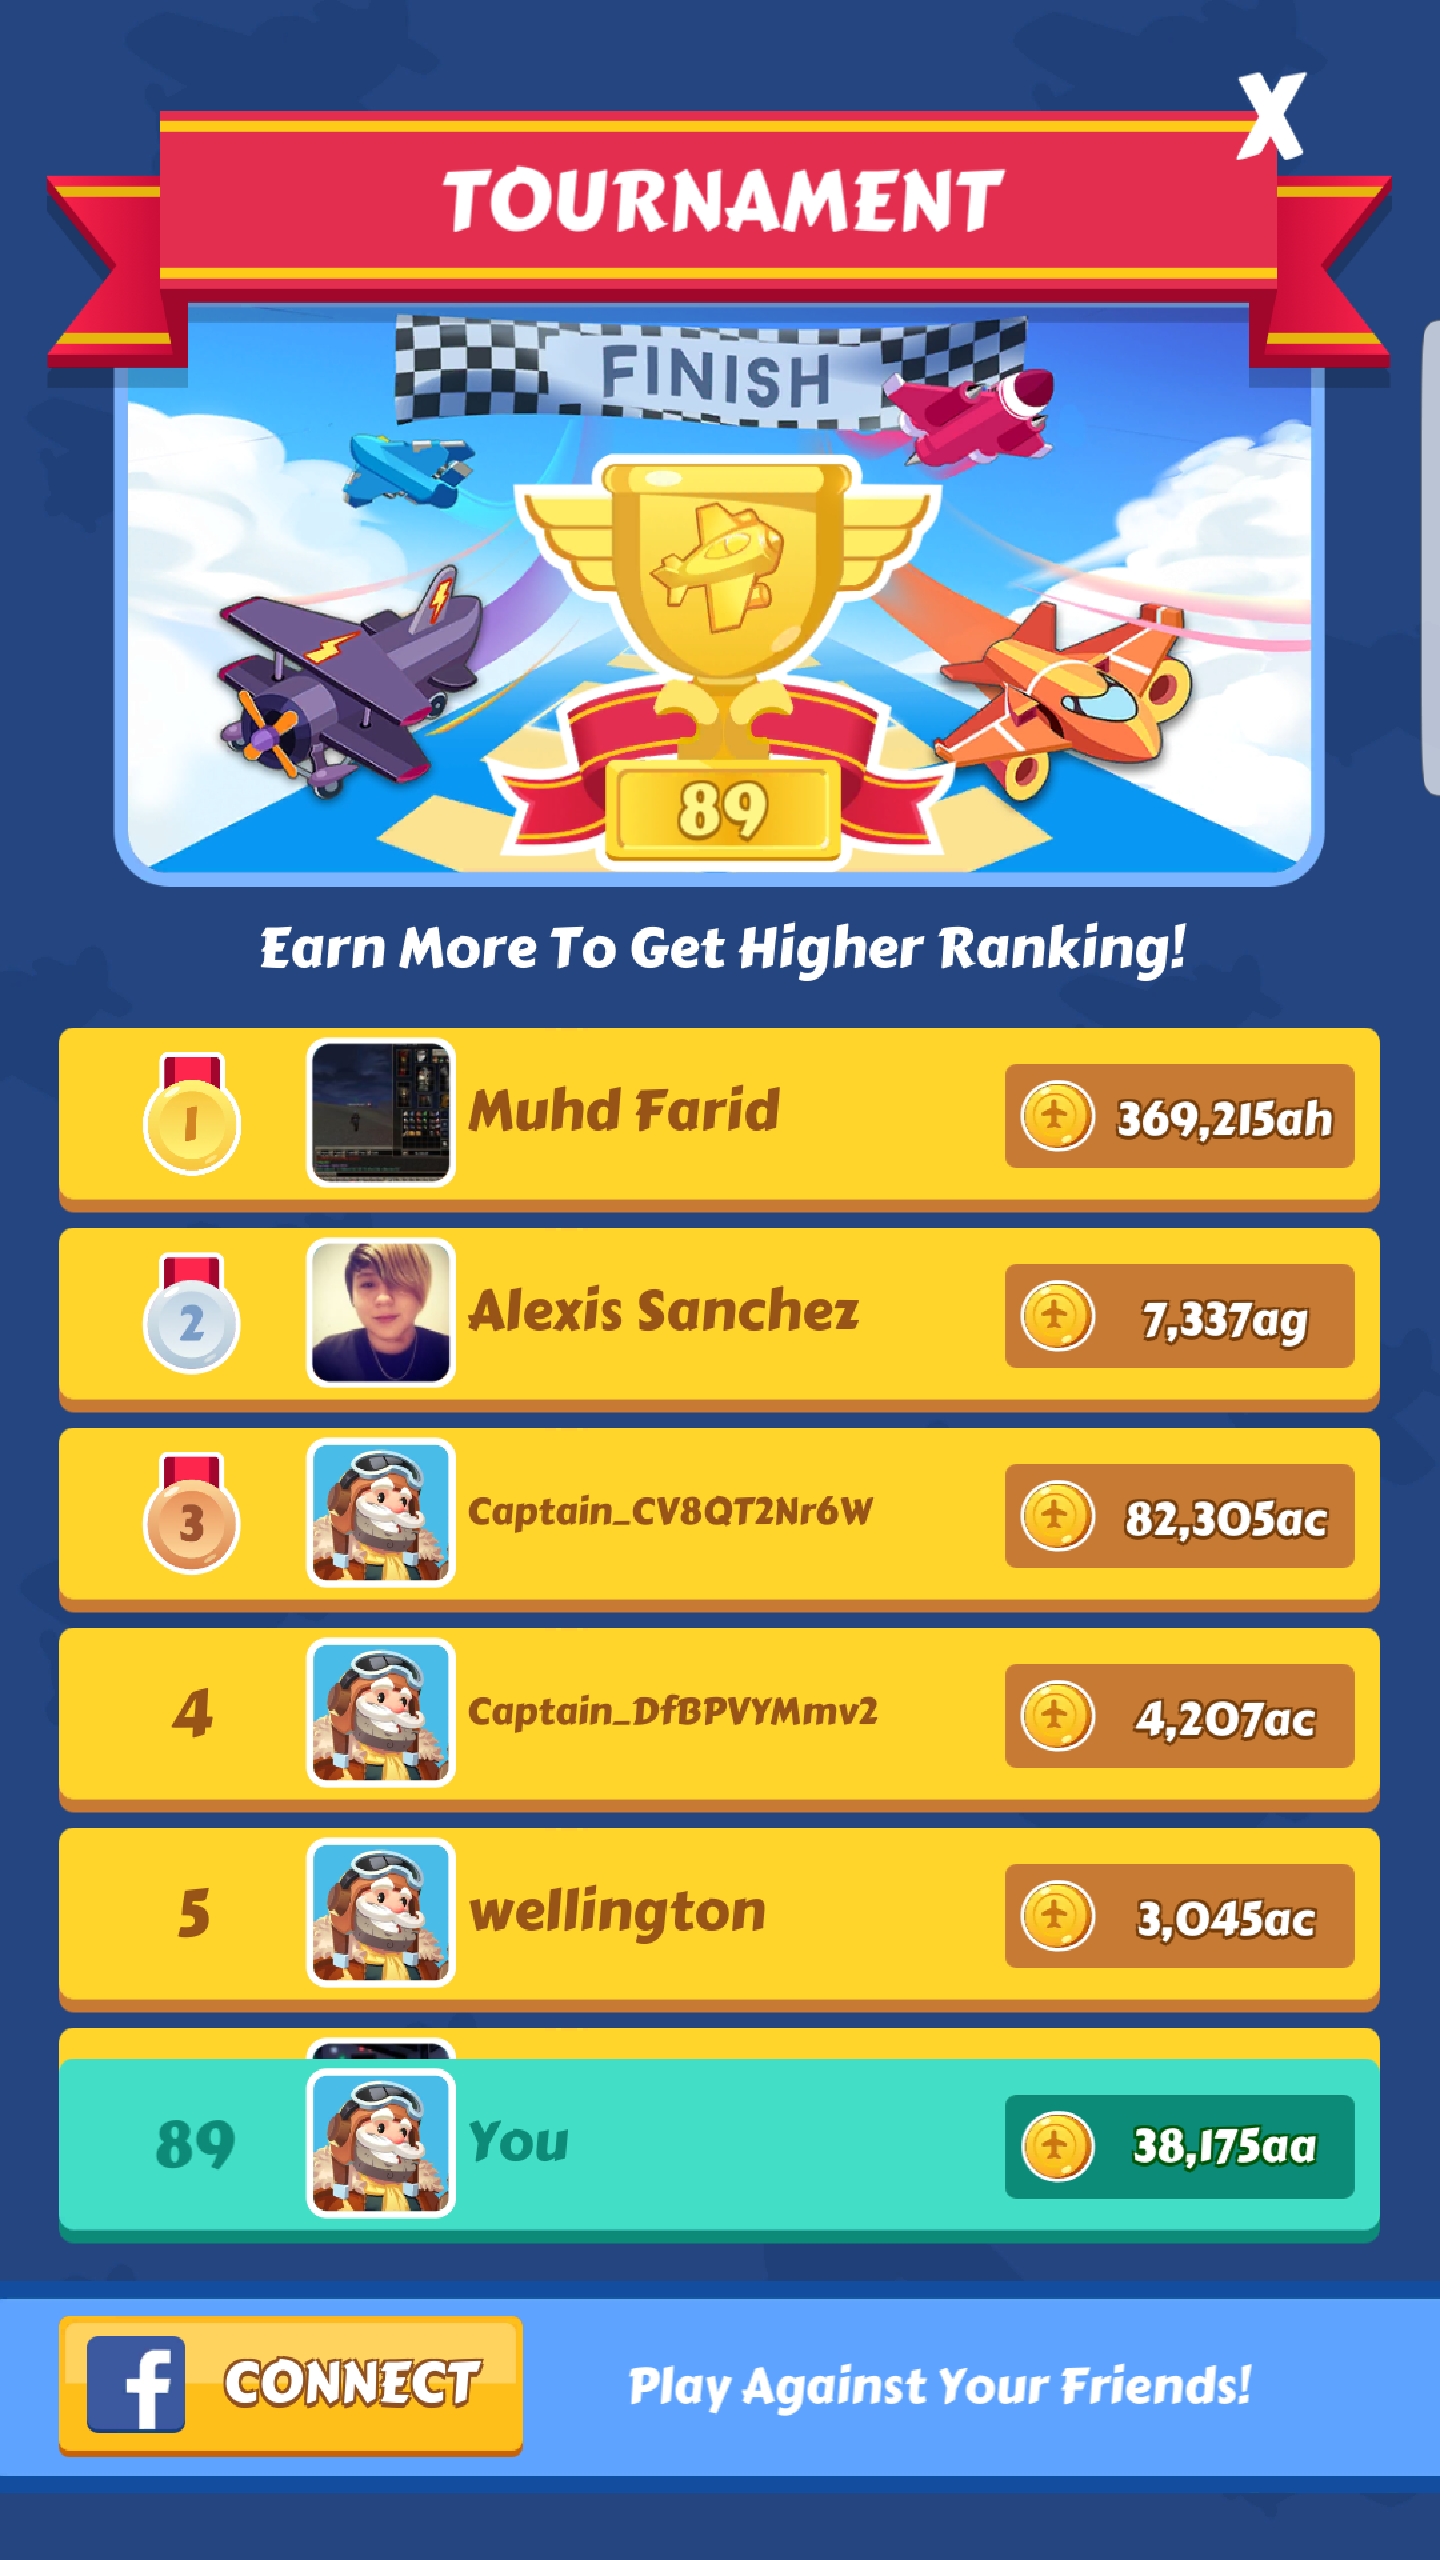 X
TOURNAMENT
FINISH
89
Earn More To Get Higher Ranking!
1 Muhd Farid 369,215ah
2 Alexis Sanchez 7,337ag
3 Captain_CV8QT2Nr6W 82,305ac
4 Captain_DfBPVYMmv2 4,207ac
5 wellington 3,045ac
89 You 38,175aa
f CONNECT Play Against Your Friends!